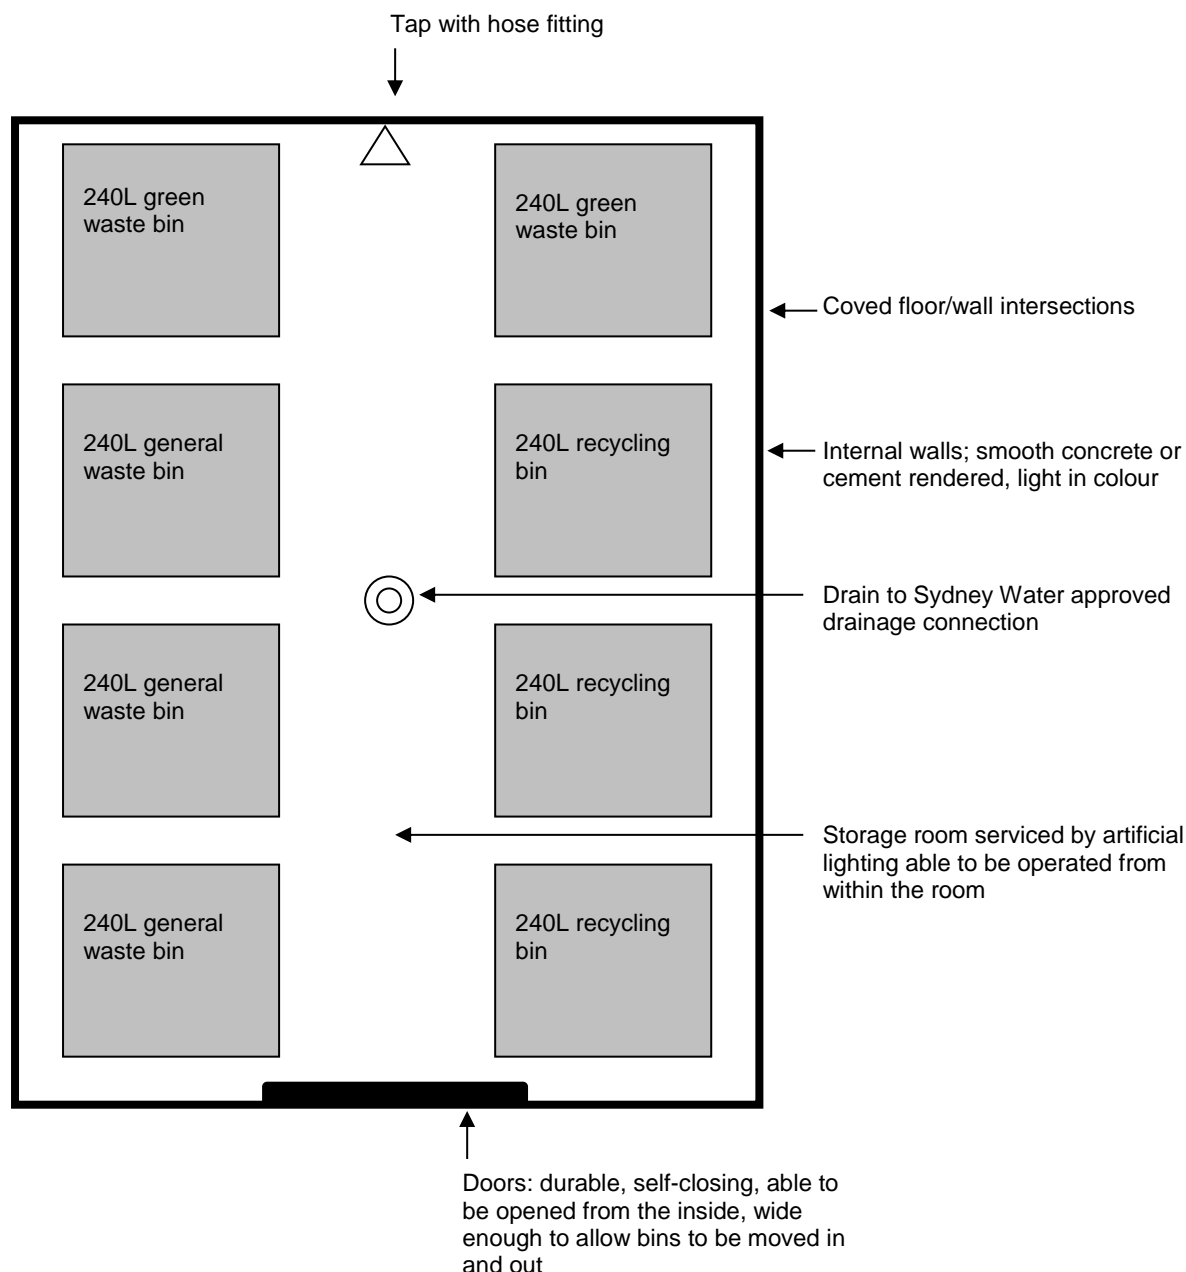 Tap with hose fitting
240L green
waste bin
240L green
waste bin
Coved floor/wall intersections
240L general
waste bin
240L recycling
bin
Internal walls; smooth concrete or
cement rendered, light in colour
Drain to Sydney Water approved
drainage connection
240L general
waste bin
240L recycling
bin
Storage room serviced by artificial
lighting able to be operated from
within the room
240L general
waste bin
240L recycling
bin
Doors: durable, self-closing, able to
be opened from the inside, wide
enough to allow bins to be moved in
and out